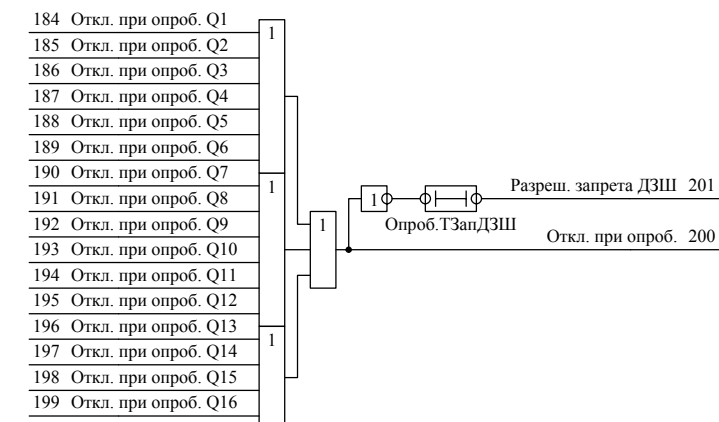 184 Откл. при опроб. Q1
185 Откл. при опроб. Q2
186 Откл. при опроб. Q3
187 Откл. при опроб. Q4
188 Откл. при опроб. Q5
189 Откл. при опроб. Q6
190 Откл. при опроб. Q7
191 Откл. при опроб. Q8
192 Откл. при опроб. Q9
193 Откл. при опроб. Q10
194 Откл. при опроб. Q11
195 Откл. при опроб. Q12
196 Откл. при опроб. Q13
197 Откл. при опроб. Q14
198 Откл. при опроб. Q15
199 Откл. при опроб. Q16
1
1
1
1
1
Опроб.ТЗапДЗШ
Разреш. запрета ДЗШ 201
Откл. при опроб. 200